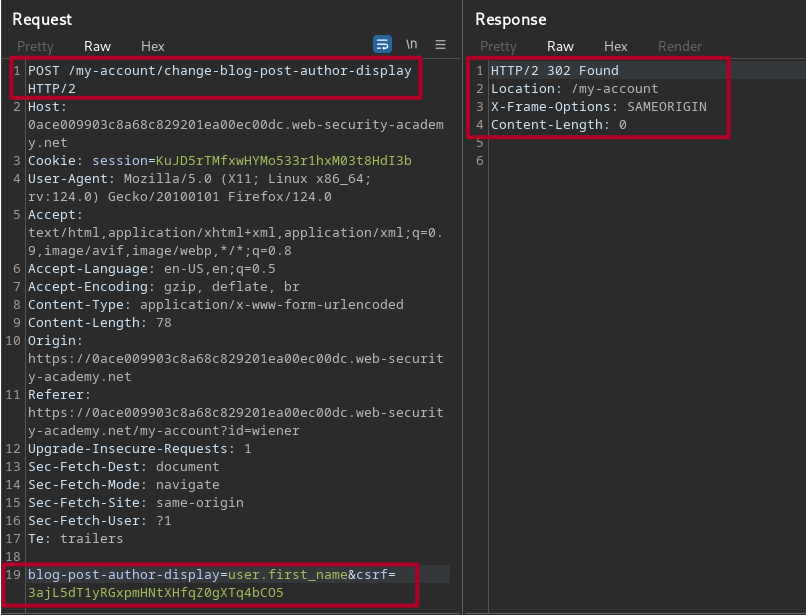 Request
Pretty Raw Hex
\n
1 POST /my-account/change-blog-post-author-display
HTTP/2
2 Host:
0ace009903c8a68c829201ea00ec00dc.web-security-academ
y.net
3 Cookie: session=KuJD5rTMfxwHYMo533r1hxM03t8HdI3b
4 User-Agent: Mozilla/5.0 (X11; Linux x86_64;
rv:124.0) Gecko/20100101 Firefox/124.0
5 Accept:
text/html,application/xhtml+xml,application/xml;q=0.
9,image/avif,image/webp,*/*;q=0.8
6 Accept-Language: en-US,en;q=0.5
7 Accept-Encoding: gzip, deflate, br
8 Content-Type: application/x-www-form-urlencoded
9 Content-Length: 78
10 Origin:
https://0ace009903c8a68c829201ea00ec00dc.web-securit
y-academy.net
11 Referer:
https://0ace009903c8a68c829201ea00ec00dc.web-securit
y-academy.net/my-account?id=wiener
12 Upgrade-Insecure-Requests: 1
13 Sec-Fetch-Dest: document
14 Sec-Fetch-Mode: navigate
15 Sec-Fetch-Site: same-origin
16 Sec-Fetch-User: ?1
17 Te: trailers
18
19 blog-post-author-display=user.first_name&csrf=
3ajL5dT1yRGxpmHNtXHfqZ0gXTq4bCO5
Response
Pretty Raw Hex Render
1 HTTP/2 302 Found
2 Location: /my-account
3 X-Frame-Options: SAMEORIGIN
4 Content-Length: 0
5
6